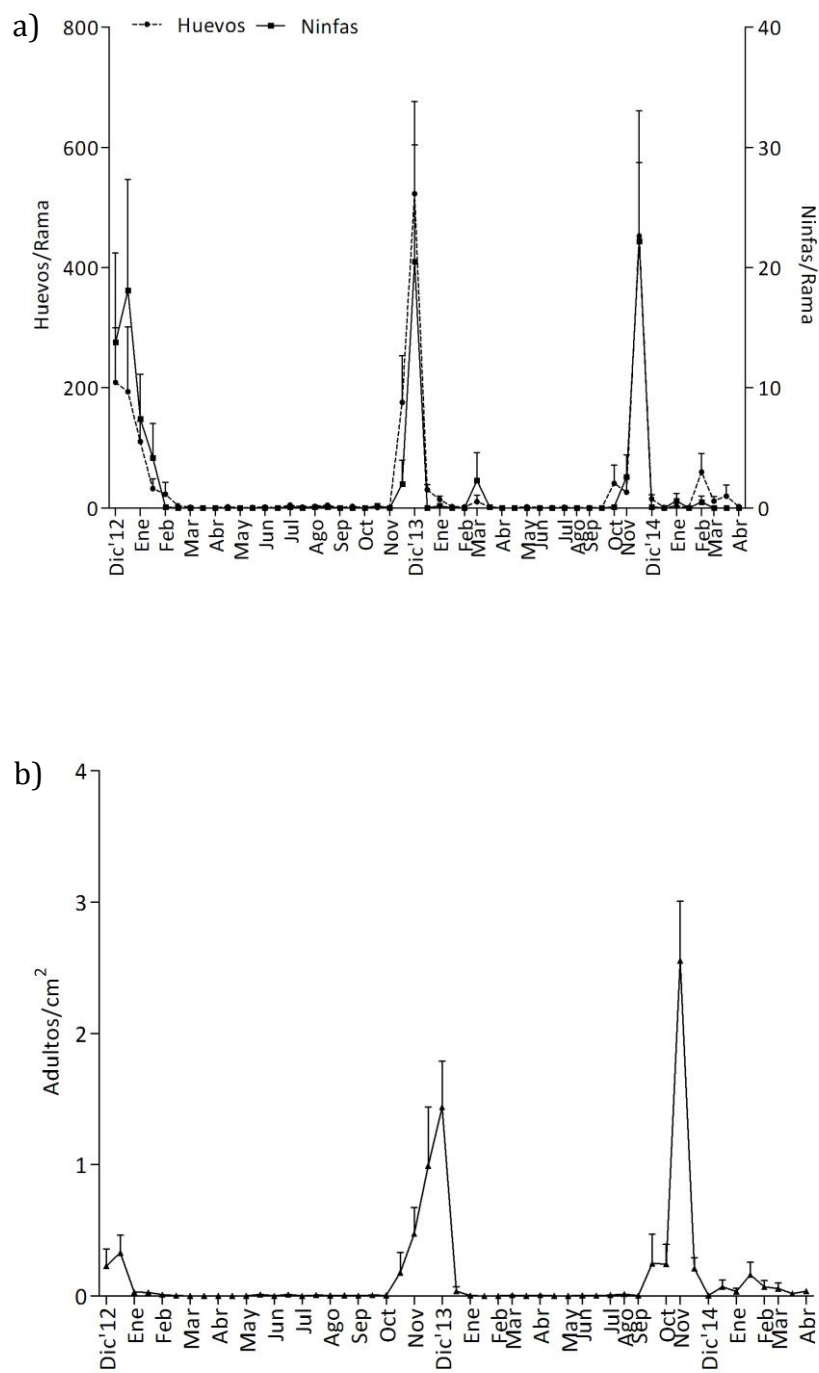 a)
Huevos Ninfas
800
600
400
200
0
Huevos/Rama
40
30
20
10
0
Ninfas/Rama
Dic'12 Ene Feb Mar Abr May Jun Jul Ago Sep Oct Nov Dic'13 Ene Feb Mar Abr May Jun Jul Ago Sep Oct Nov Dic'14 Ene Feb Mar Abr
b)
4
3
2
1
0
Adultos/cm²
Dic'12 Ene Feb Mar Abr May Jun Jul Ago Sep Oct Nov Dic'13 Ene Feb Mar Abr May Jun Jul Ago Sep Oct Nov Dic'14 Ene Feb Mar Abr